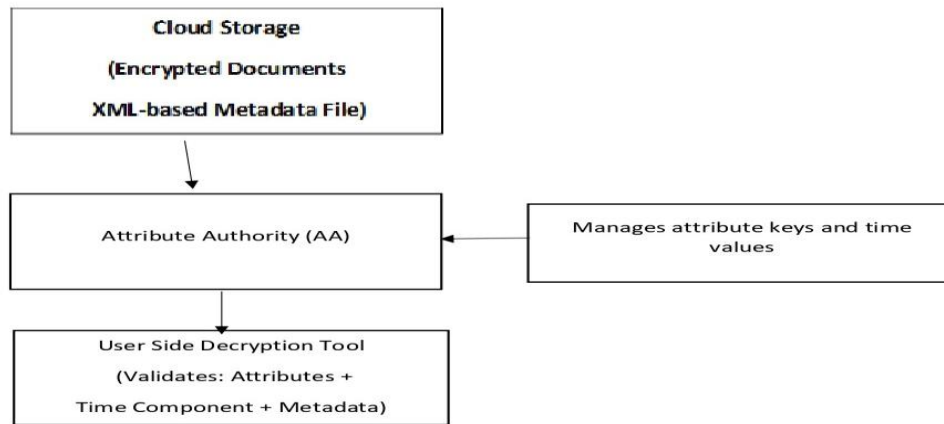 Cloud Storage
(Encrypted Documents
XML-based Metadata File)
Attribute Authority (AA)
Manages attribute keys and time
values
User Side Decryption Tool
(Validates: Attributes +
Time Component + Metadata)